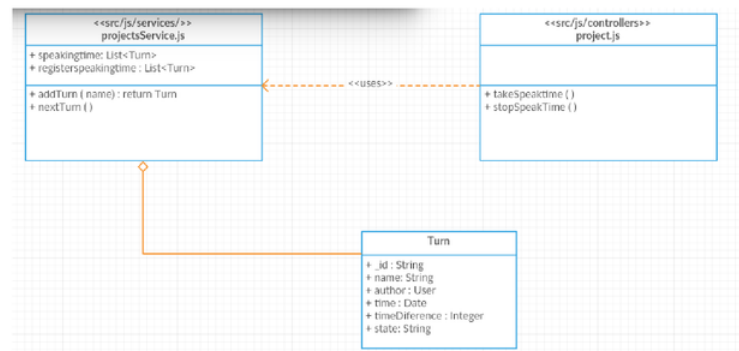 <<src/js/services/>>
projectsService.js
+ speakingtime: List<Turn>
+ registerspeakingtime : List<Turn>
+ addTurn ( name) : return Turn
+ nextTurn ( )
<<uses>>
<<src/js/controllers>>
project.js
+ takeSpeaktime ( )
+ stopSpeakTime ( )
Turn
+ _id : String
+ name: String
+ author : User
+ time : Date
+ timeDiference : Integer
+ state: String